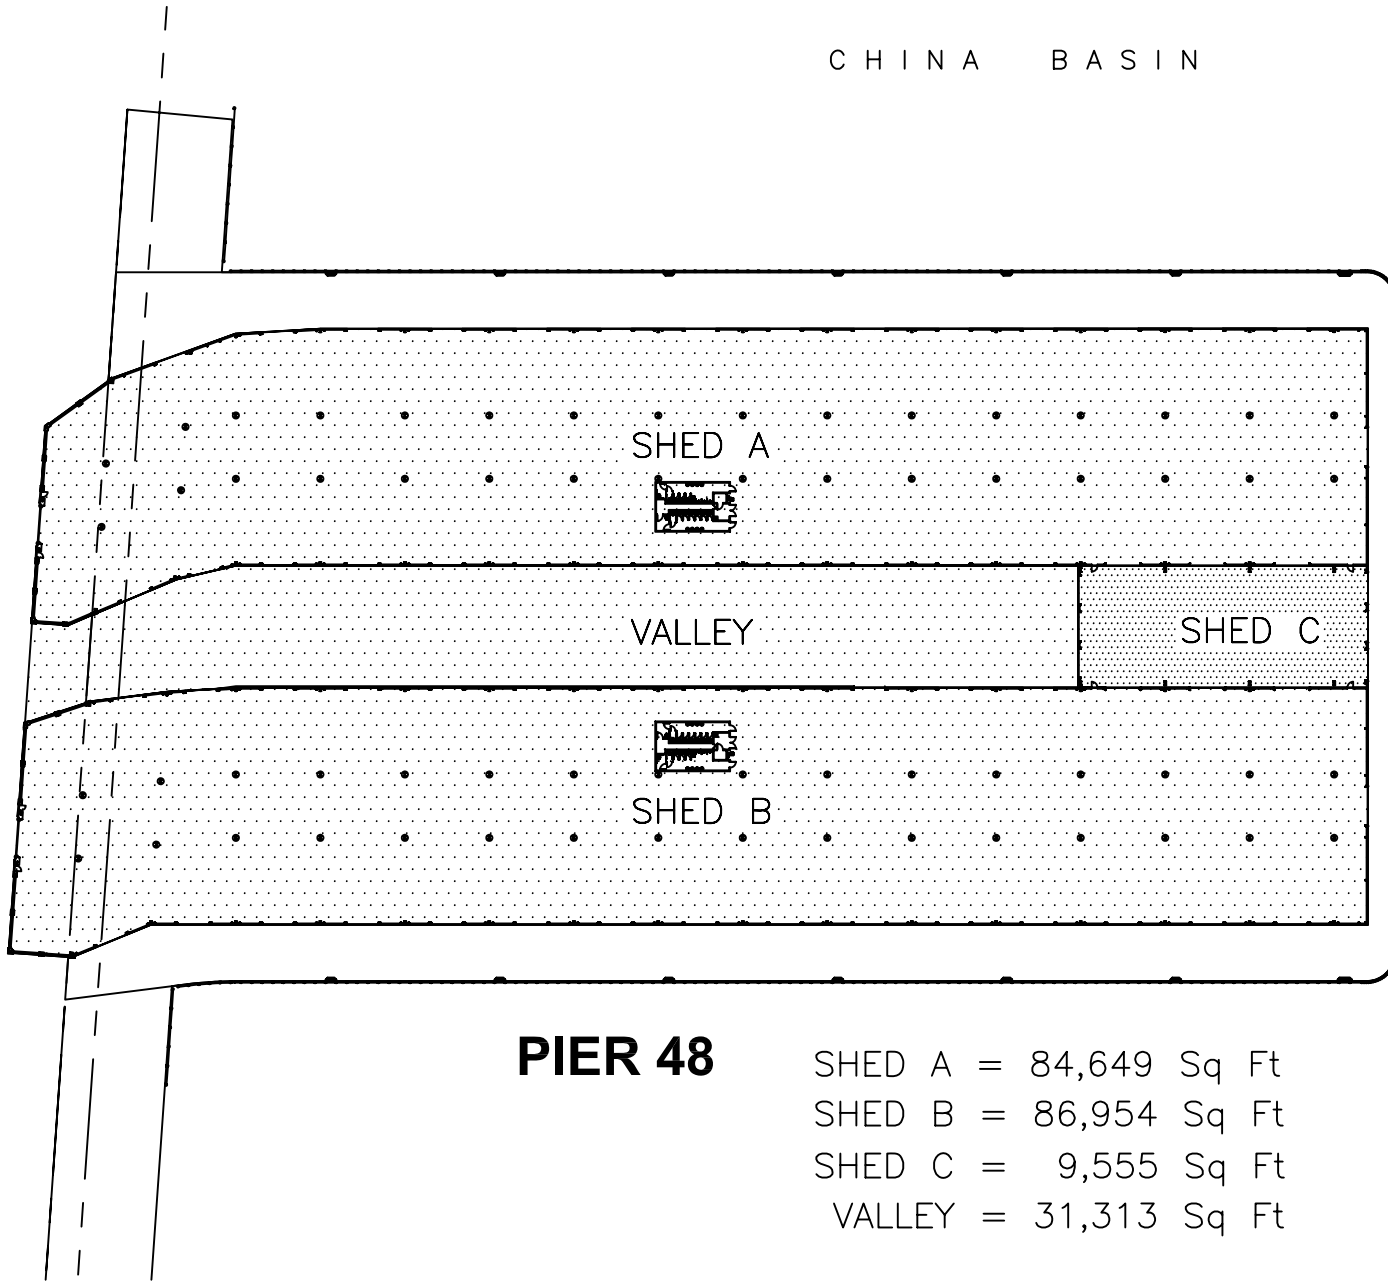 CHINA BASIN
SHED A
VALLEY
SHED C
SHED B
PIER 48
SHED A = 84,649 Sq Ft
SHED B = 86,954 Sq Ft
SHED C = 9,555 Sq Ft
VALLEY = 31,313 Sq Ft